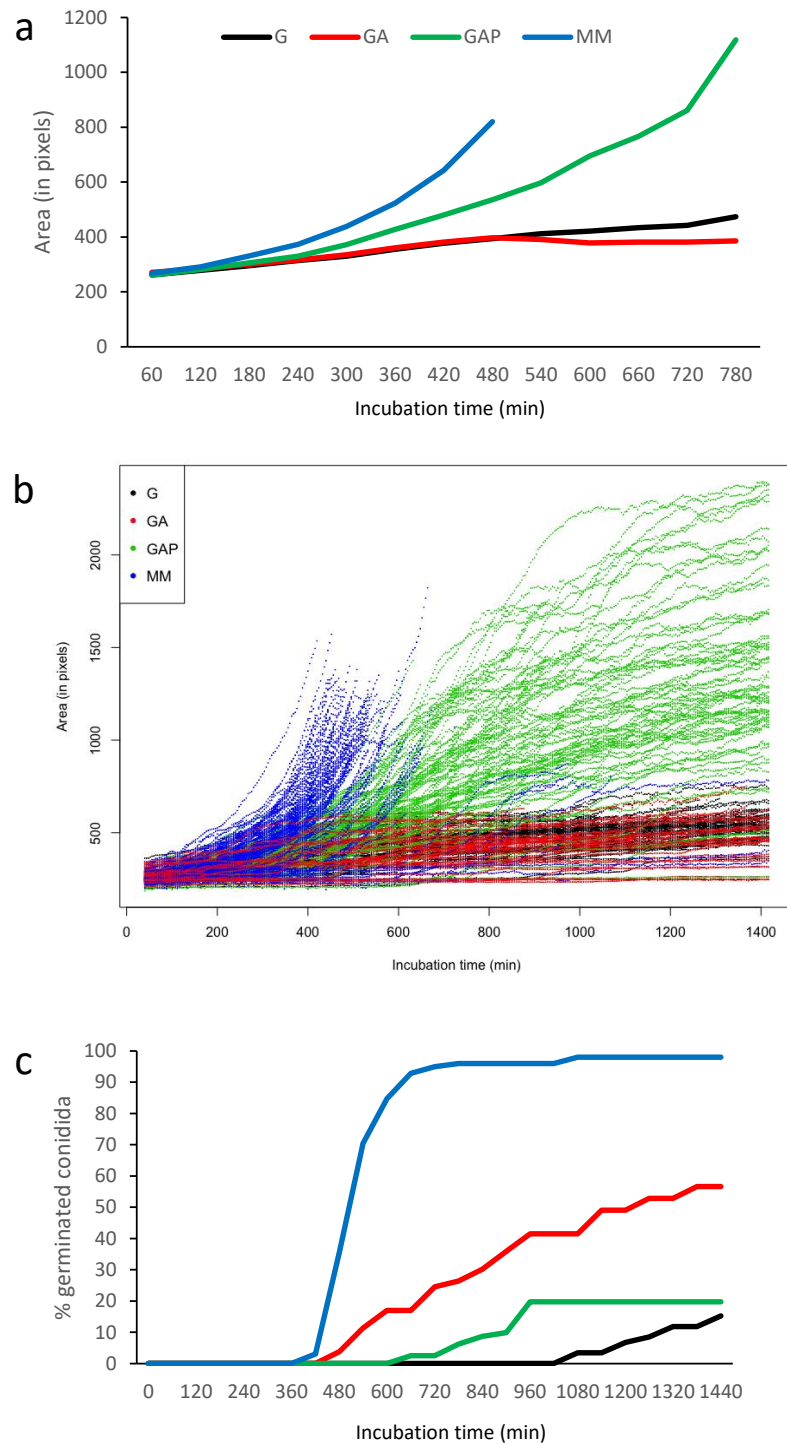 a
G GA GAP MM
1200
1000
800
600
400
200
0
Area (in pixels)
60 120 180 240 300 360 420 480 540 600 660 720 780
Incubation time (min)
b
G
GA
GAP
MM
2000
1500
1000
500
Area (in pixels)
0 200 400 600 800 1000 1200 1400
Incubation time (min)
c
100
90
80
70
60
50
40
30
20
10
0
% germinated conidida
0 120 240 360 480 600 720 840 960 1080 1200 1320 1440
Incubation time (min)